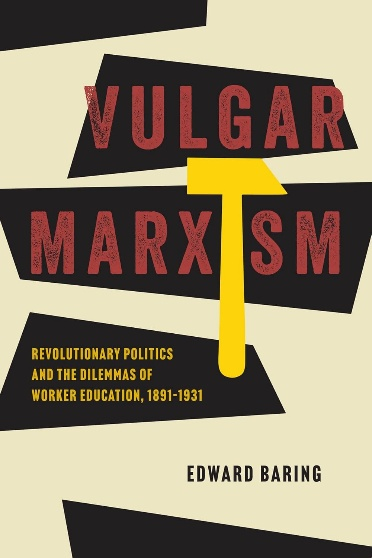 VULGAR
MARXISM
REVOLUTIONARY POLITICS
AND THE DILEMMAS OF
WORKER EDUCATION, 1891-1931
EDWARD BARING